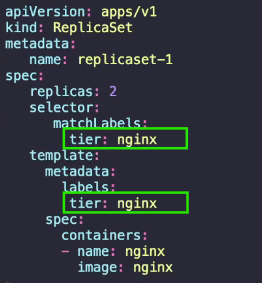 apiVersion: apps/v1
kind: ReplicaSet
metadata:
   name: replicaset-1
spec:
   replicas: 2
   selector:
      matchLabels:
        tier: nginx
   template:
     metadata:
       labels:
        tier: nginx
     spec:
       containers:
       - name: nginx
         image: nginx